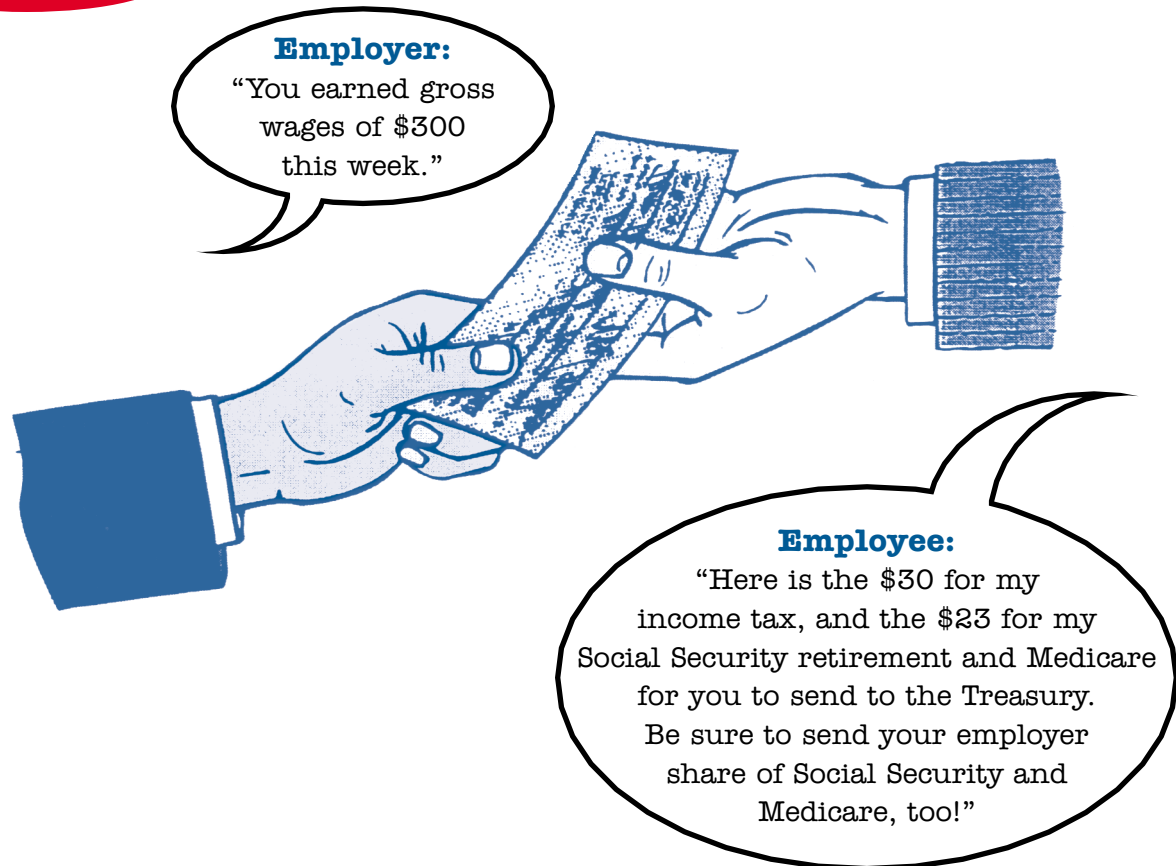 Employer:
“You earned gross
wages of $300
this week.”
Employee:
“Here is the $30 for my
income tax, and the $23 for my
Social Security retirement and Medicare
for you to send to the Treasury.
Be sure to send your employer
share of Social Security and
Medicare, too!”